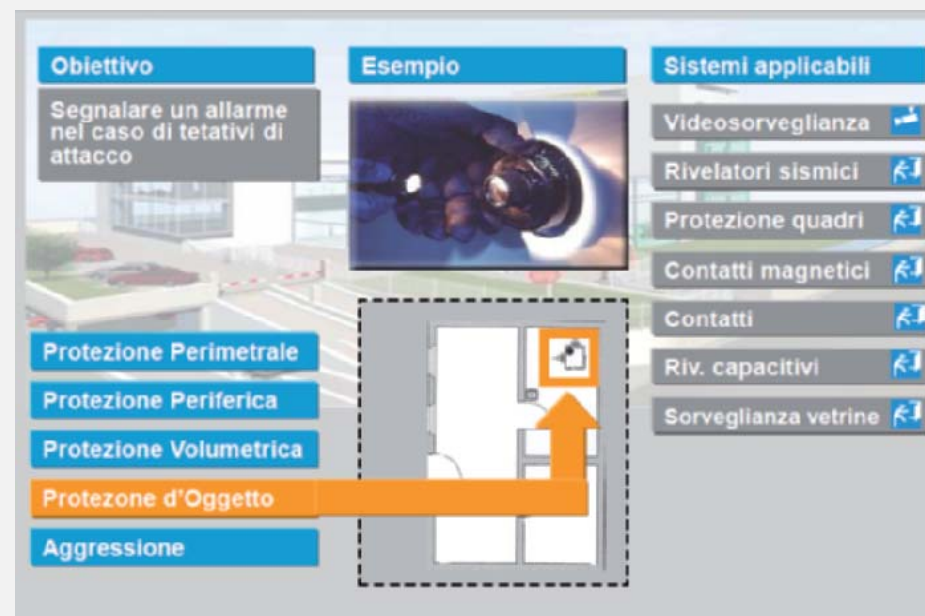 Obiettivo
Segnalare un allarme
nel caso di tetativi di
attacco
Esempio
Sistemi applicabili
Videosorveglianza
Rivelatori sismici
Protezione quadri
Contatti magnetici
Contatti
Riv. capacitivi
Sorveglianza vetrine
Protezione Perimetrale
Protezione Periferica
Protezione Volumetrica
Protezone d'Oggetto
Aggressione